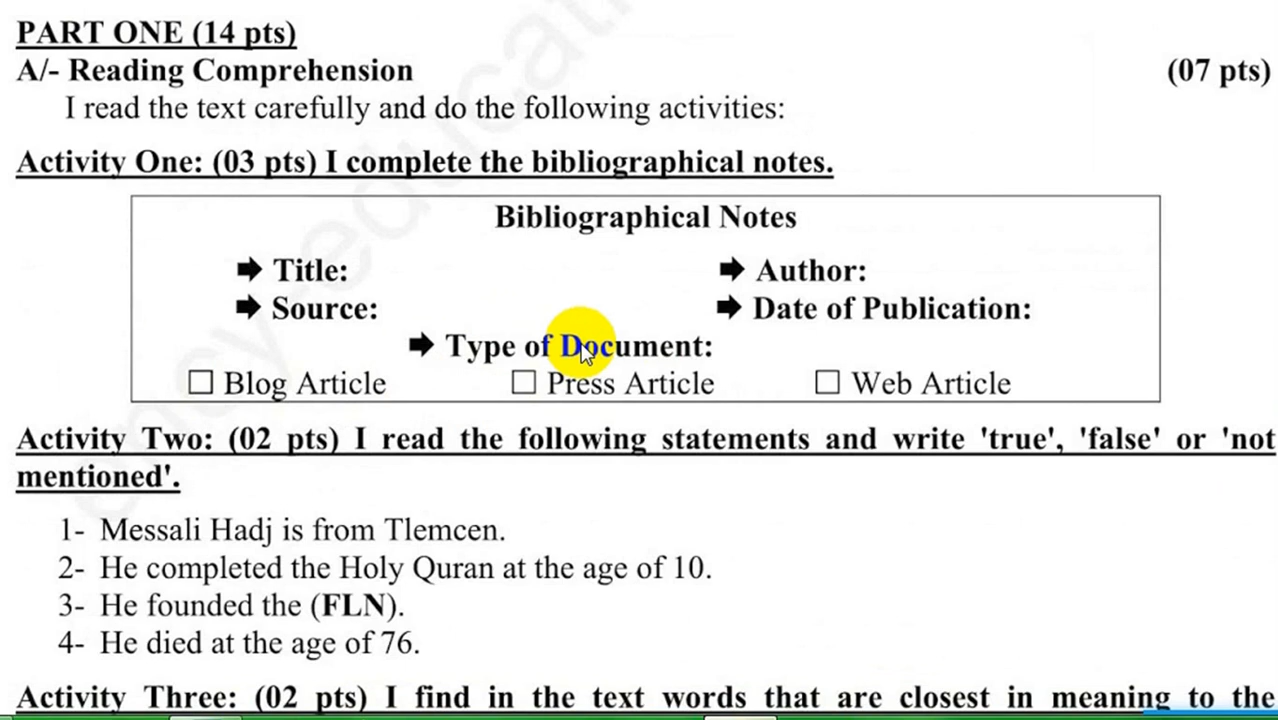 PART ONE (14 pts)
A/- Reading Comprehension (07 pts)
I read the text carefully and do the following activities:
Activity One: (03 pts) I complete the bibliographical notes.
Bibliographical Notes
➡ Title: ➡ Author:
➡ Source: ➡ Date of Publication:
➡ Type of Document:
☐ Blog Article ☐ Press Article ☐ Web Article
Activity Two: (02 pts) I read the following statements and write 'true', 'false' or 'not
mentioned'.
1- Messali Hadj is from Tlemcen.
2- He completed the Holy Quran at the age of 10.
3- He founded the (FLN).
4- He died at the age of 76.
Activity Three: (02 pts) I find in the text words that are closest in meaning to the